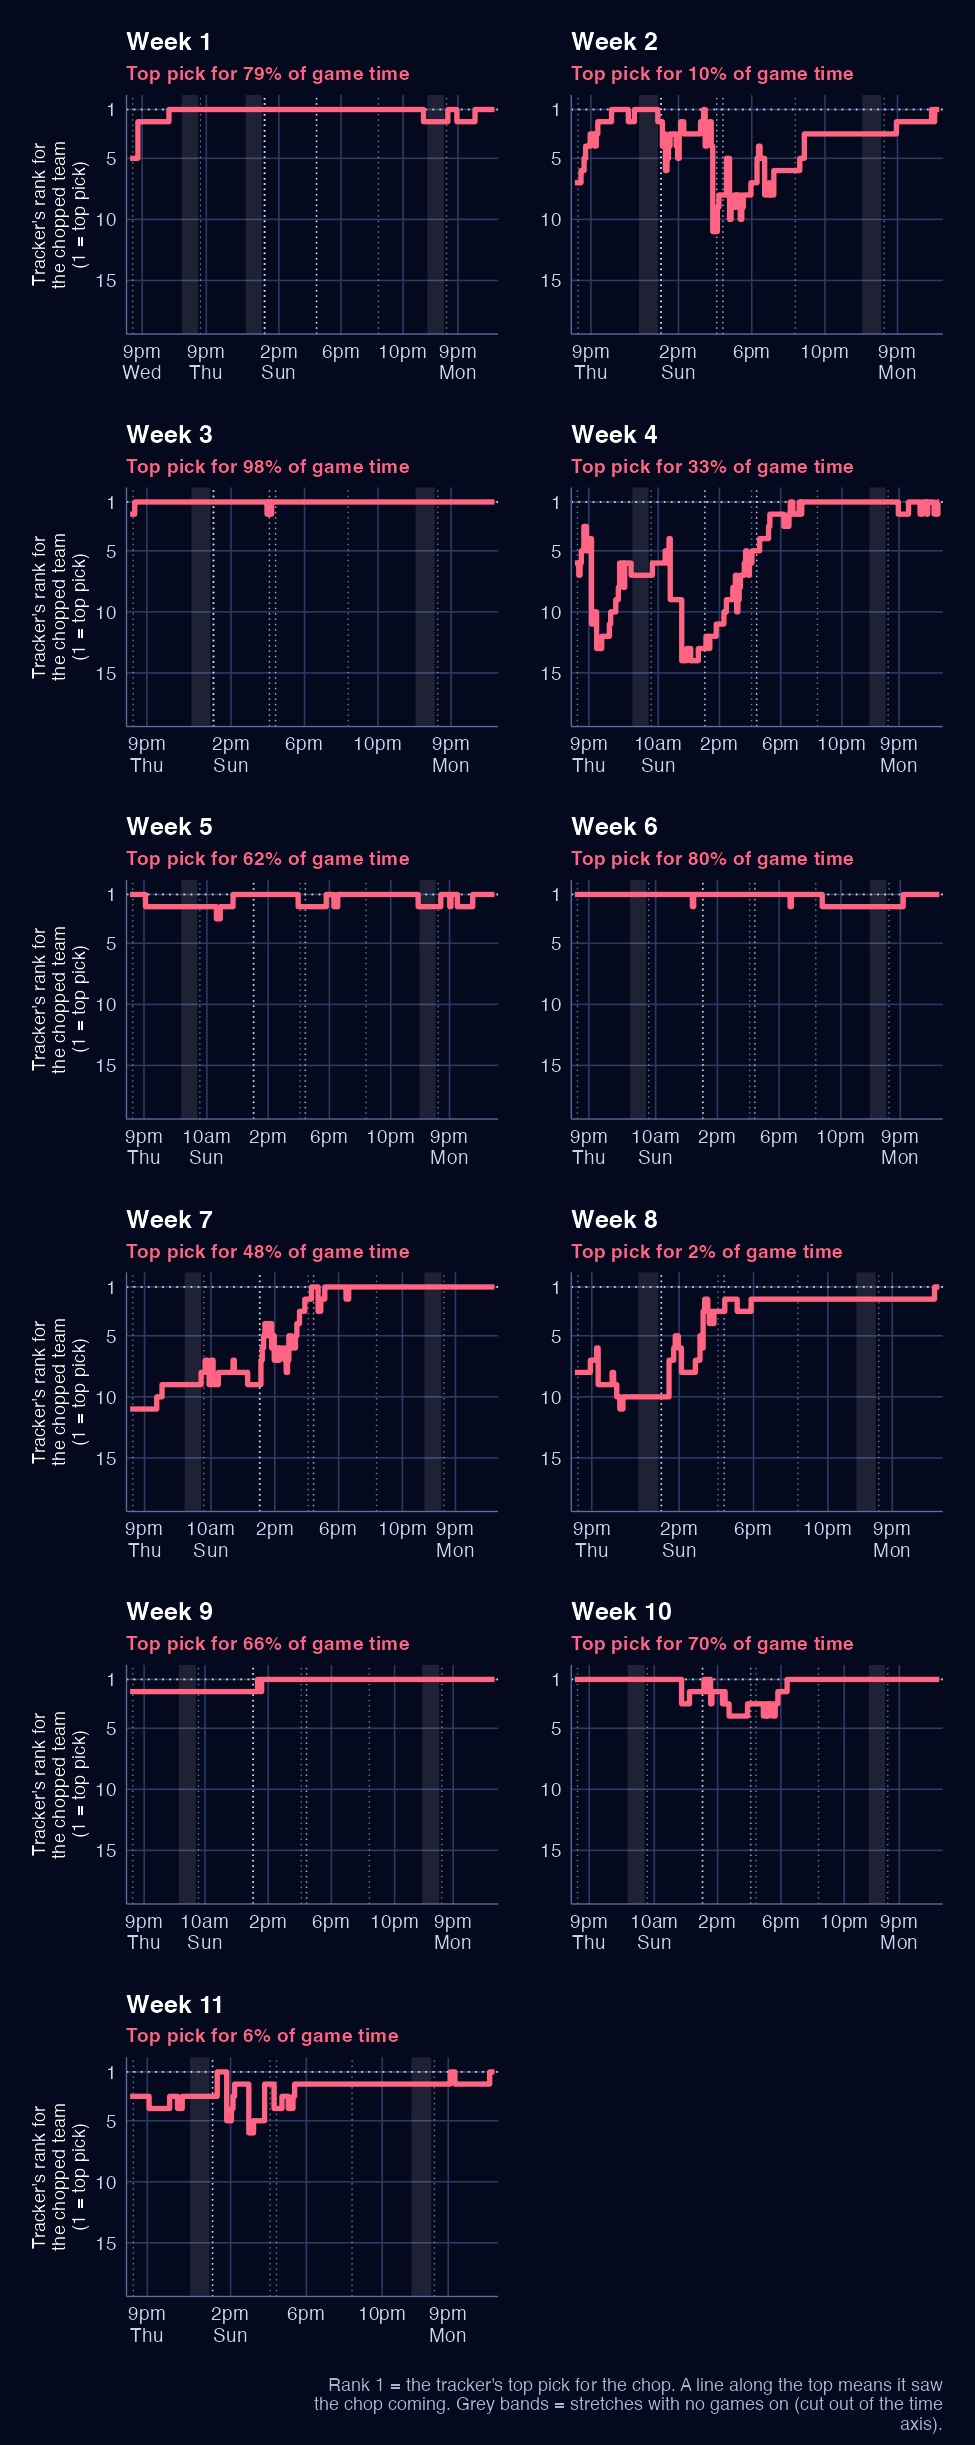 Week 1
Top pick for 79% of game time
Tracker's rank for
the chopped team
(1 = top pick)
1
5
10
15
9pm 9pm 2pm 6pm 10pm 9pm
Wed Thu Sun Mon
Week 2
Top pick for 10% of game time
1
5
10
15
9pm 2pm 6pm 10pm 9pm
Thu Sun Mon
Week 3
Top pick for 98% of game time
Tracker's rank for
the chopped team
(1 = top pick)
1
5
10
15
9pm 2pm 6pm 10pm 9pm
Thu Sun Mon
Week 4
Top pick for 33% of game time
1
5
10
15
9pm 10am 2pm 6pm 10pm 9pm
Thu Sun Mon
Week 5
Top pick for 62% of game time
Tracker's rank for
the chopped team
(1 = top pick)
1
5
10
15
9pm 10am 2pm 6pm 10pm 9pm
Thu Sun Mon
Week 6
Top pick for 80% of game time
1
5
10
15
9pm 10am 2pm 6pm 10pm 9pm
Thu Sun Mon
Week 7
Top pick for 48% of game time
Tracker's rank for
the chopped team
(1 = top pick)
1
5
10
15
9pm 10am 2pm 6pm 10pm 9pm
Thu Sun Mon
Week 8
Top pick for 2% of game time
1
5
10
15
9pm 2pm 6pm 10pm 9pm
Thu Sun Mon
Week 9
Top pick for 66% of game time
Tracker's rank for
the chopped team
(1 = top pick)
1
5
10
15
9pm 10am 2pm 6pm 10pm 9pm
Thu Sun Mon
Week 10
Top pick for 70% of game time
1
5
10
15
9pm 10am 2pm 6pm 10pm 9pm
Thu Sun Mon
Week 11
Top pick for 6% of game time
Tracker's rank for
the chopped team
(1 = top pick)
1
5
10
15
9pm 2pm 6pm 10pm 9pm
Thu Sun Mon
Rank 1 = the tracker's top pick for the chop. A line along the top means it saw
the chop coming. Grey bands = stretches with no games on (cut out of the time
axis).